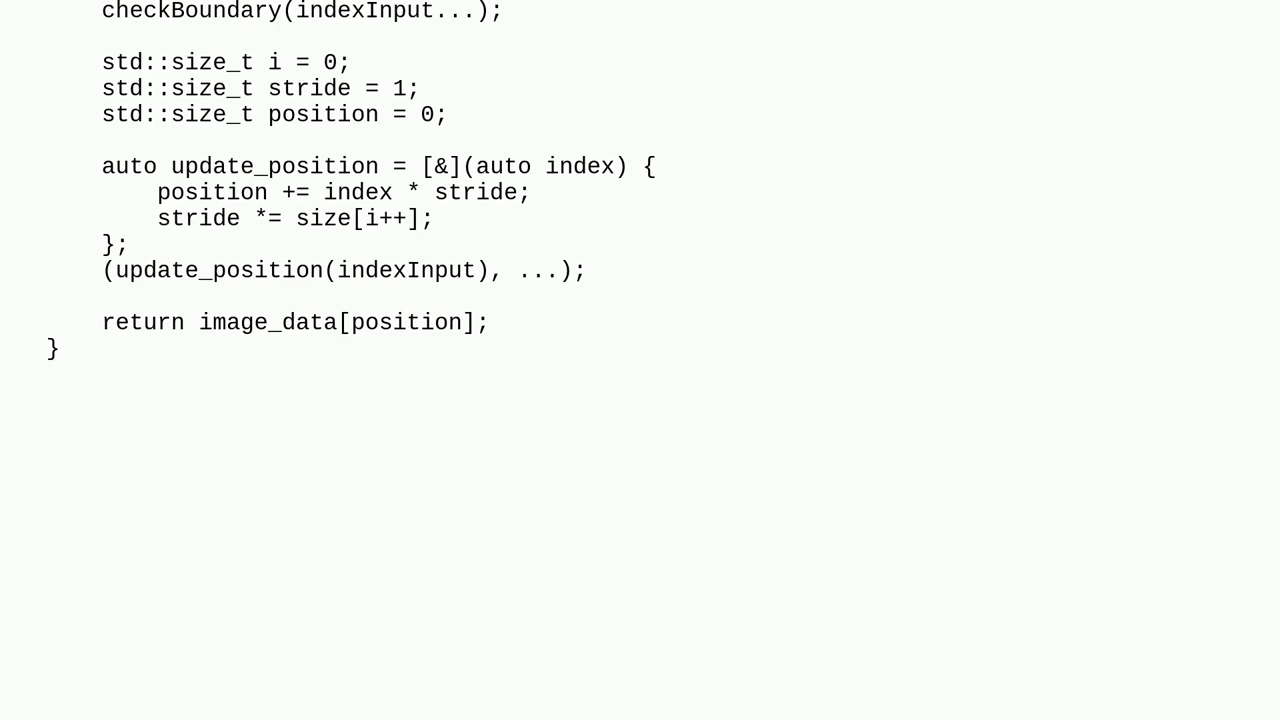 checkBoundary(indexInput...);
std::size_t i = 0;
std::size_t stride = 1;
std::size_t position = 0;
auto update_position = [&](auto index) {
position += index * stride;
stride *= size[i++];
};
(update_position(indexInput), ...);
return image_data[position];
}